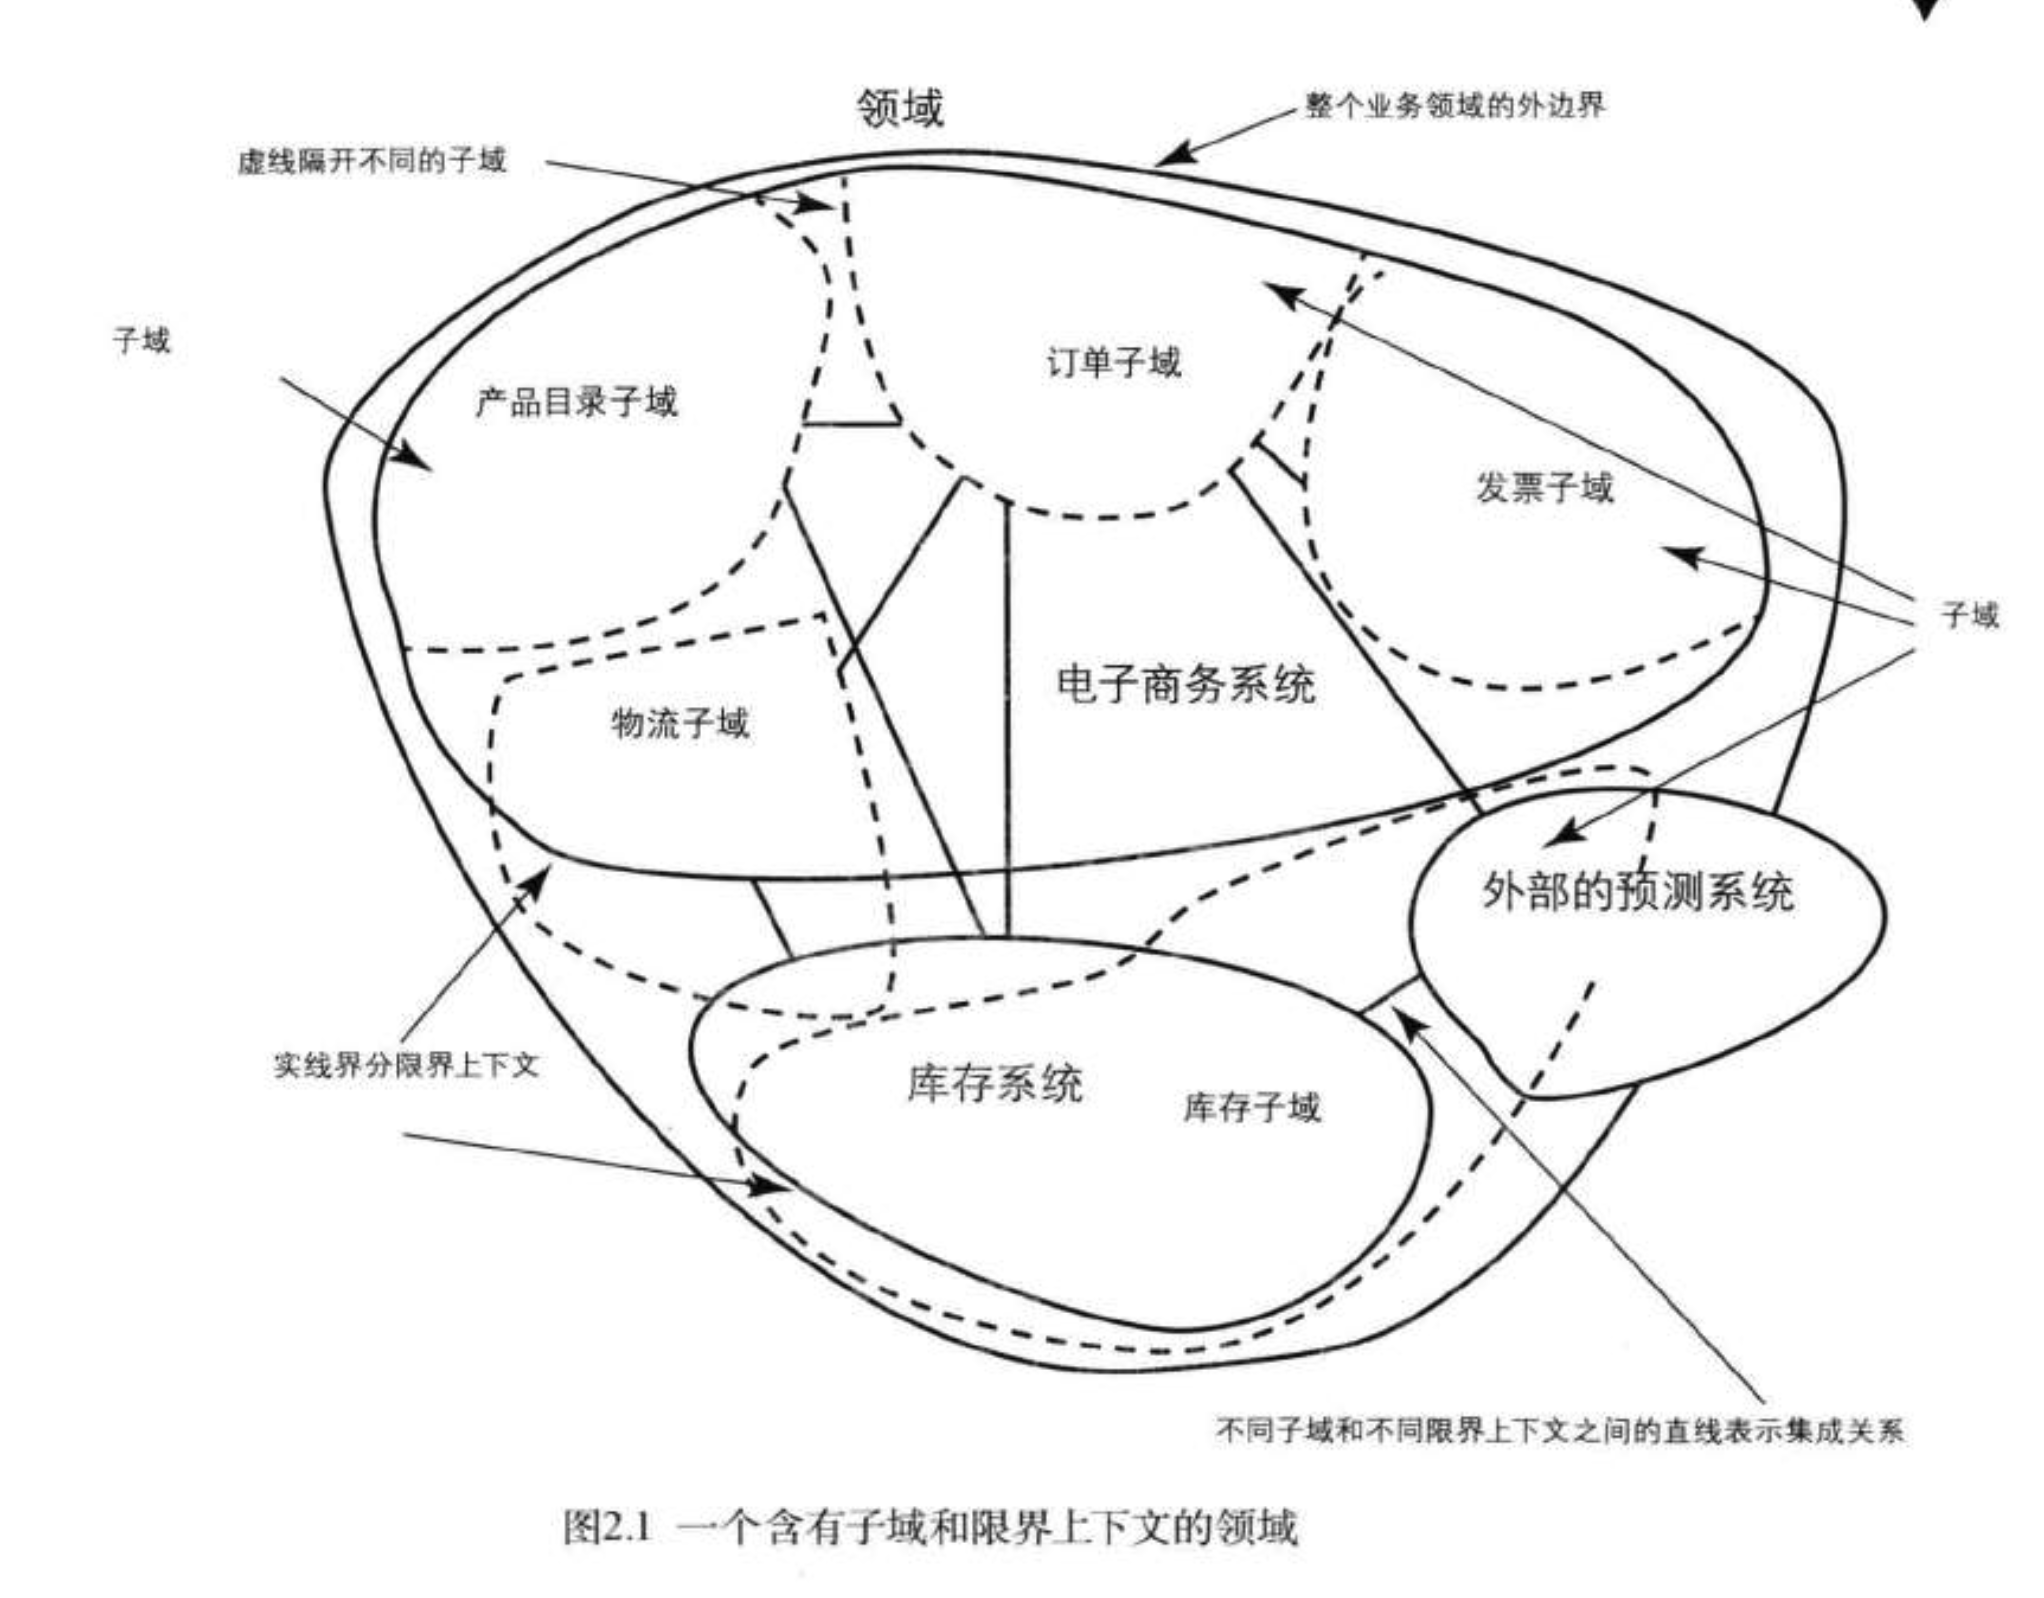 领域
整个业务领域的外边界
虚线隔开不同的子域
子域
订单子域
产品目录子域
发票子域
子域
电子商务系统
物流子域
外部的预测系统
实线界分限界上下文
库存系统
库存子域
不同子域和不同限界上下文之间的直线表示集成关系
图2.1 一个含有子域和限界上下文的领域